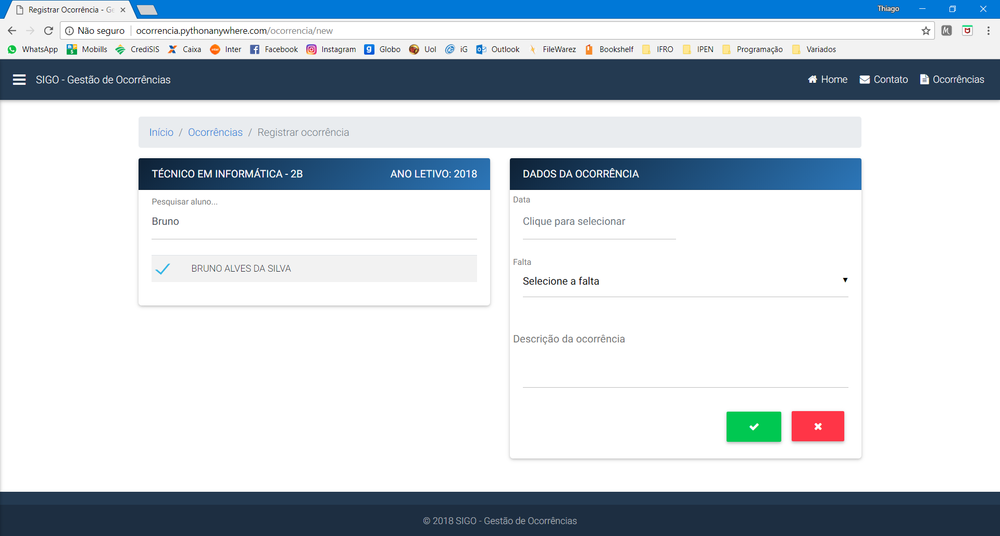 Registrar Ocorrência - Ge
Thiago
Não seguro ocorrencia.pythonanywhere.com/ocorrencia/new
WhatsApp Mobills CrediSIS Caixa Inter Facebook Instagram Globo Uol iG Outlook FileWarez Bookshelf IFRO IPEN Programação Variados
SIGO - Gestão de Ocorrências
Home Contato Ocorrências
Início / Ocorrências / Registrar ocorrência
TÉCNICO EM INFORMÁTICA - 2B ANO LETIVO: 2018
Pesquisar aluno...
Bruno
BRUNO ALVES DA SILVA
DADOS DA OCORRÊNCIA
Data
Clique para selecionar
Falta
Selecione a falta
Descrição da ocorrência
© 2018 SIGO - Gestão de Ocorrências